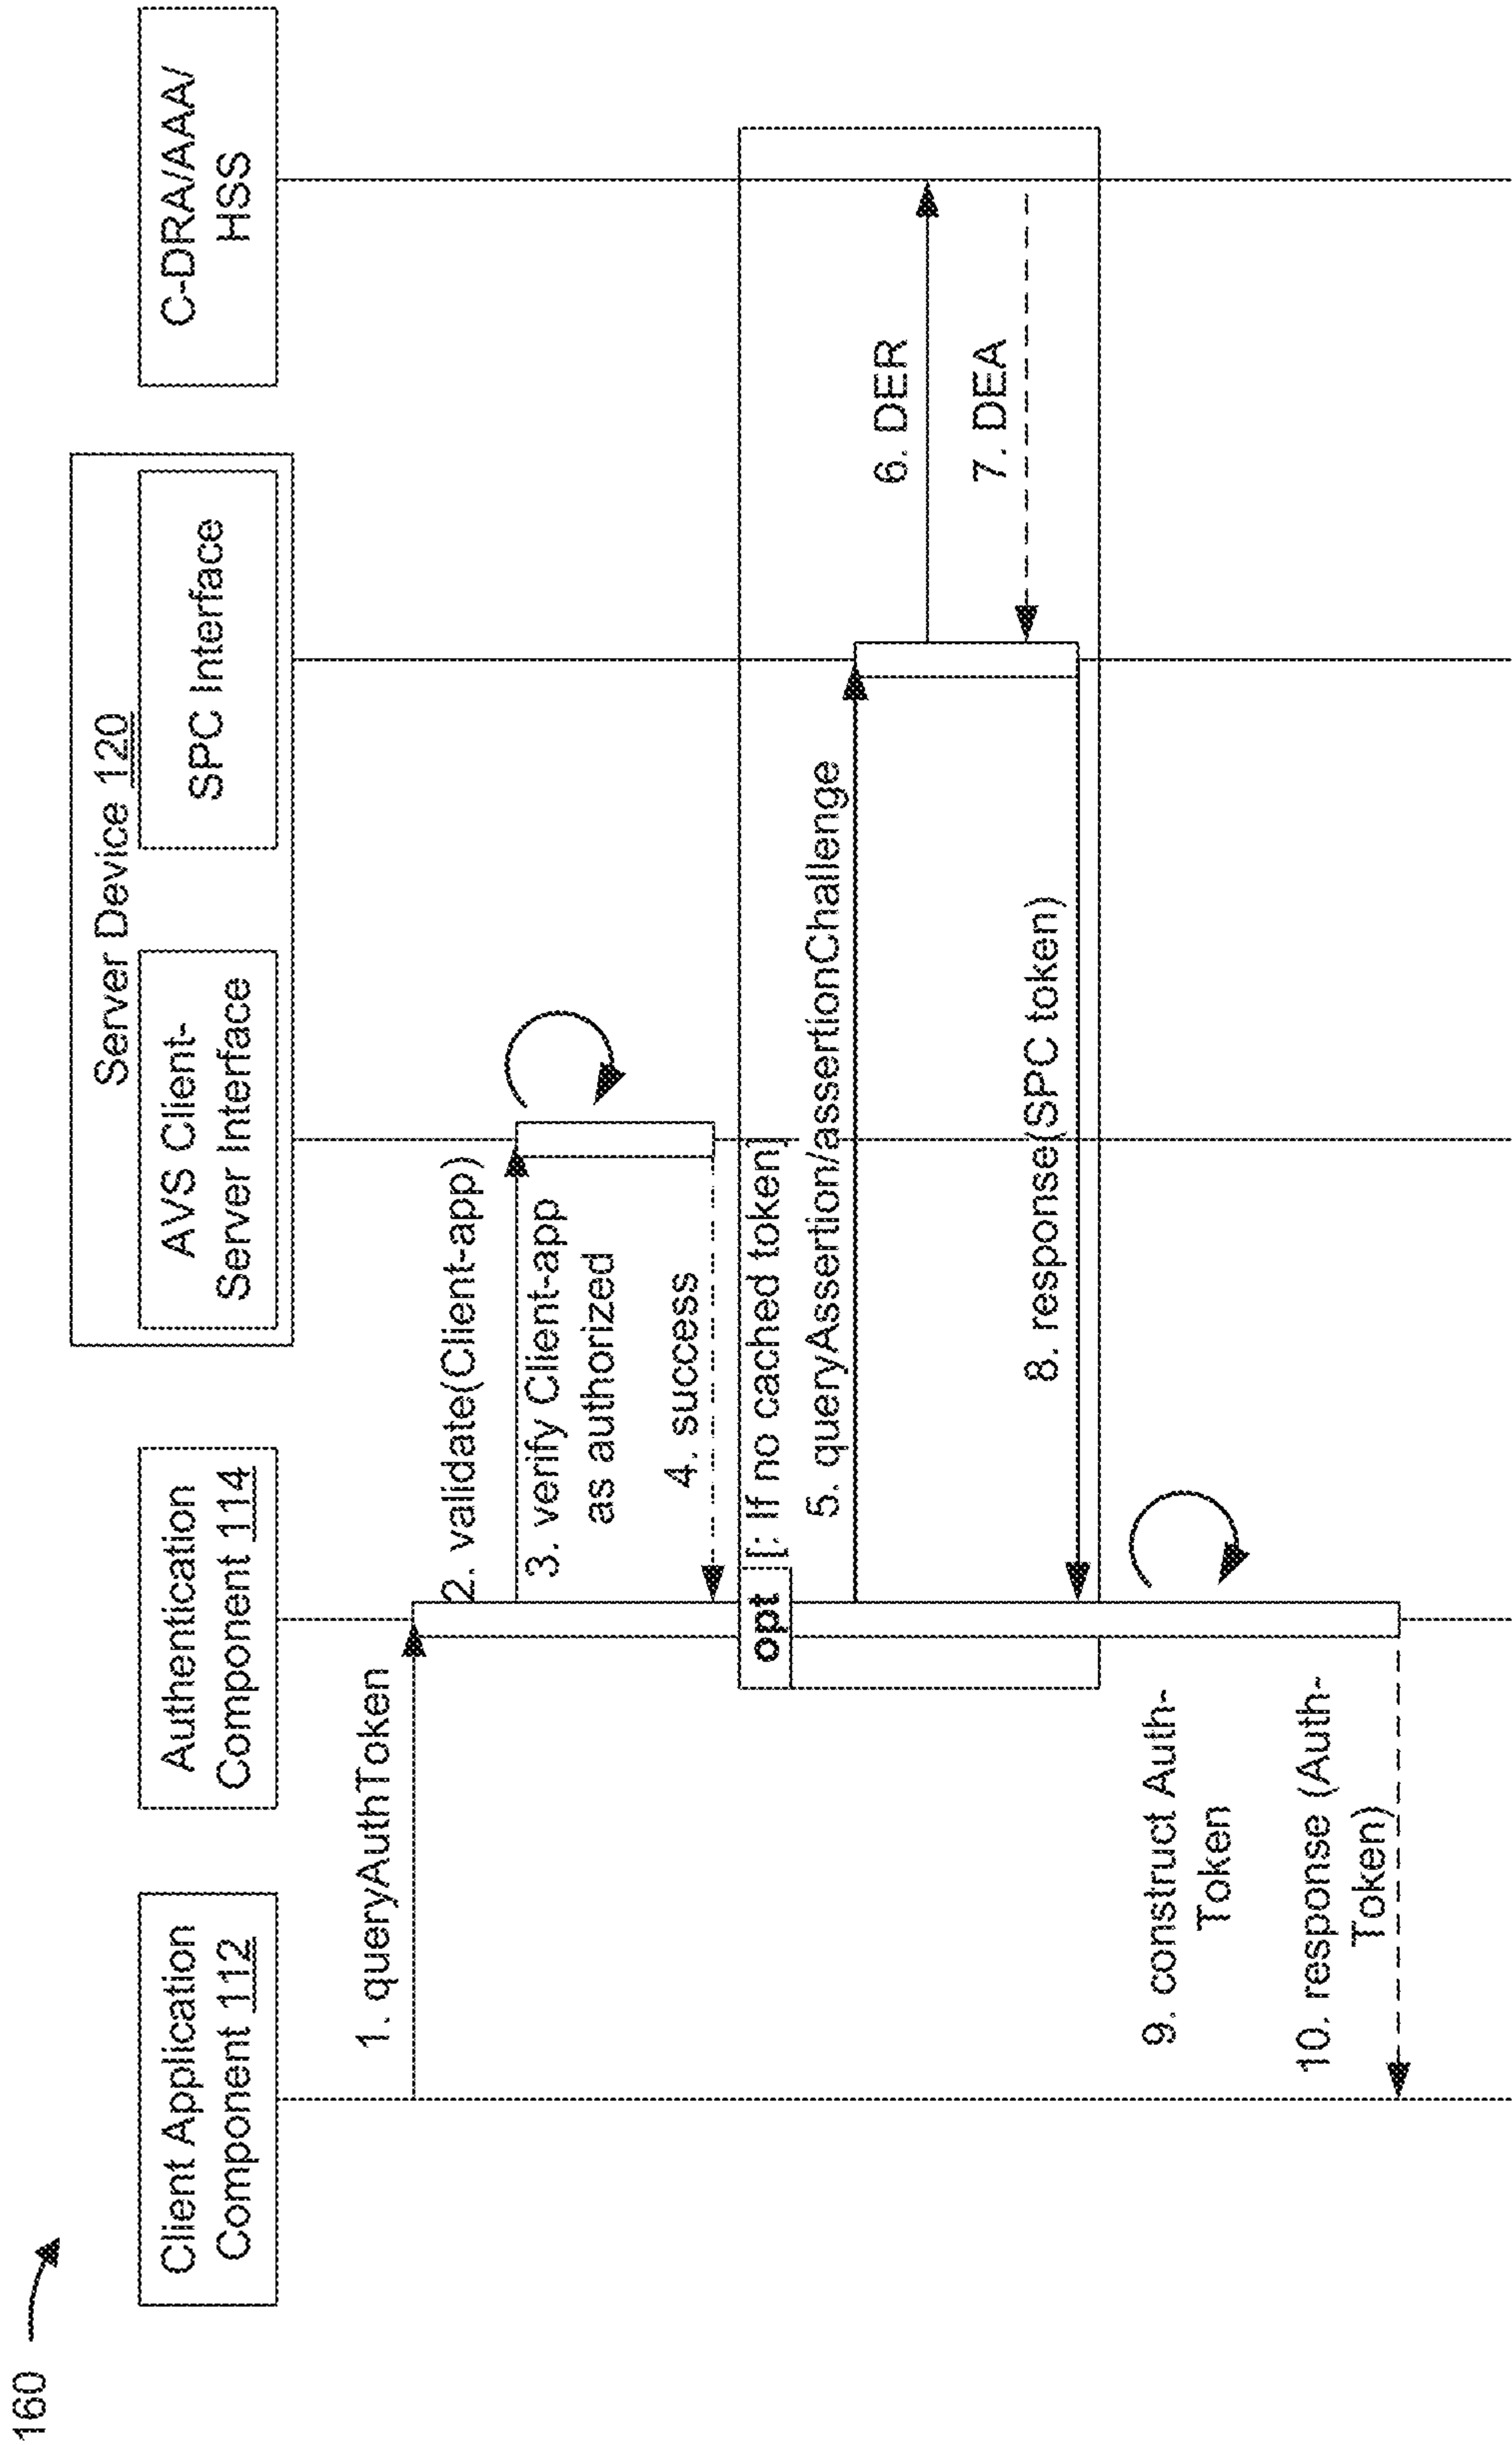 160
Client Application
Component 112
Authentication
Component 114
Server Device 120
AVS Client-
Server Interface
SPC Interface
C-DRA/AAA/
HSS
1. queryAuthToken
2. validate(Client-app)
3. verify Client-app
as authorized
4. success
opt
[: If no cached token]
5. queryAssertion/assertionChallenge
6. DER
7. DEA
8. response(SPC token)
9. construct Auth-
Token
10. response (Auth-
Token)